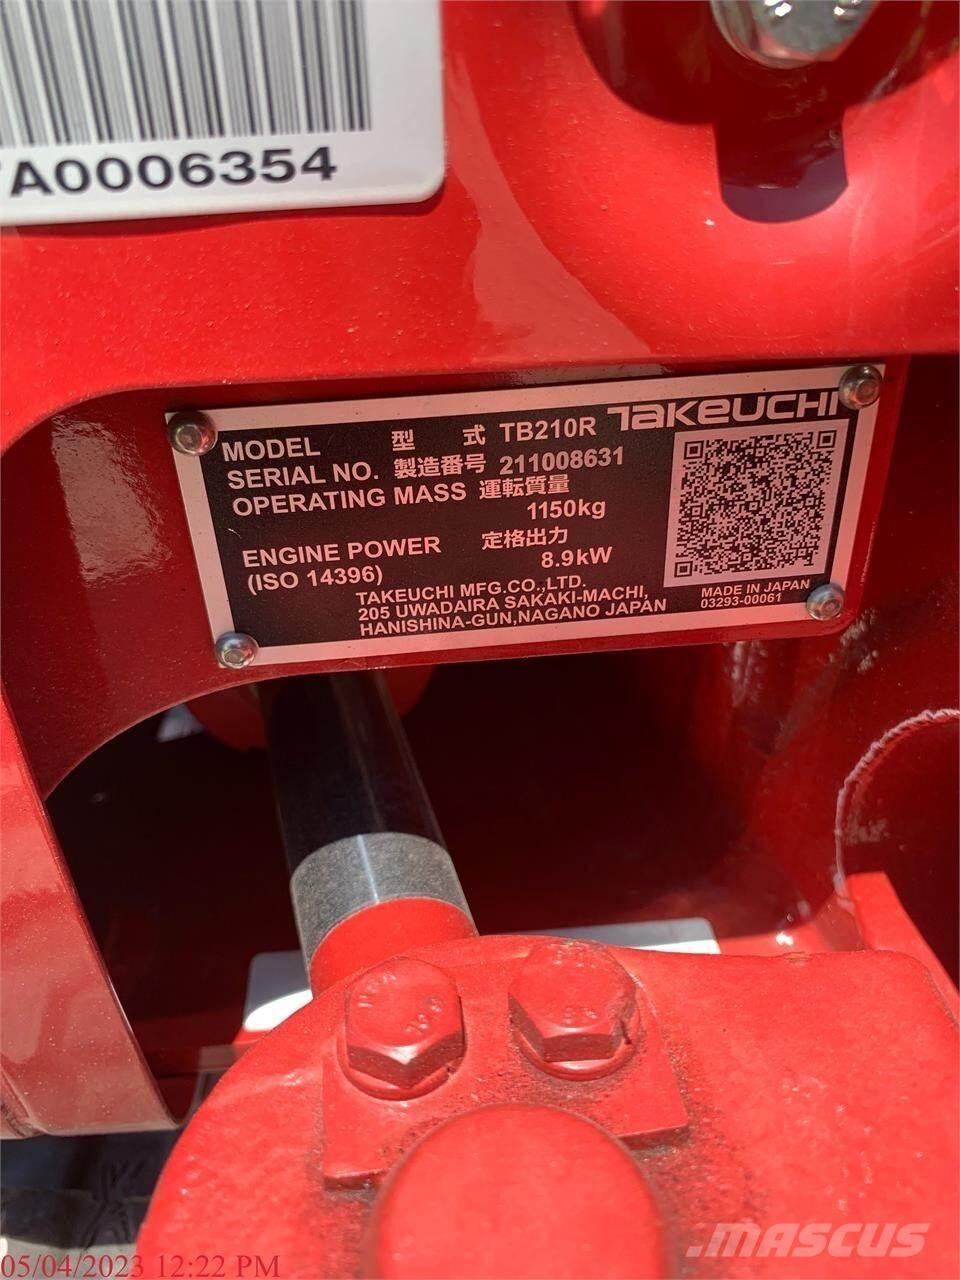 A0006354
TAKEUCHI
MODEL 型 式 TB210R
SERIAL NO. 製造番号 211008631
OPERATING MASS 運転質量
1150kg
ENGINE POWER 定格出力
(ISO 14396) 8.9kW
TAKEUCHI MFG.CO.,LTD.
205 UWADAIRA SAKAKI-MACHI,
HANISHINA-GUN,NAGANO JAPAN
MADE IN JAPAN
03293-00061
05/04/2023 12:22 PM
MASCUS